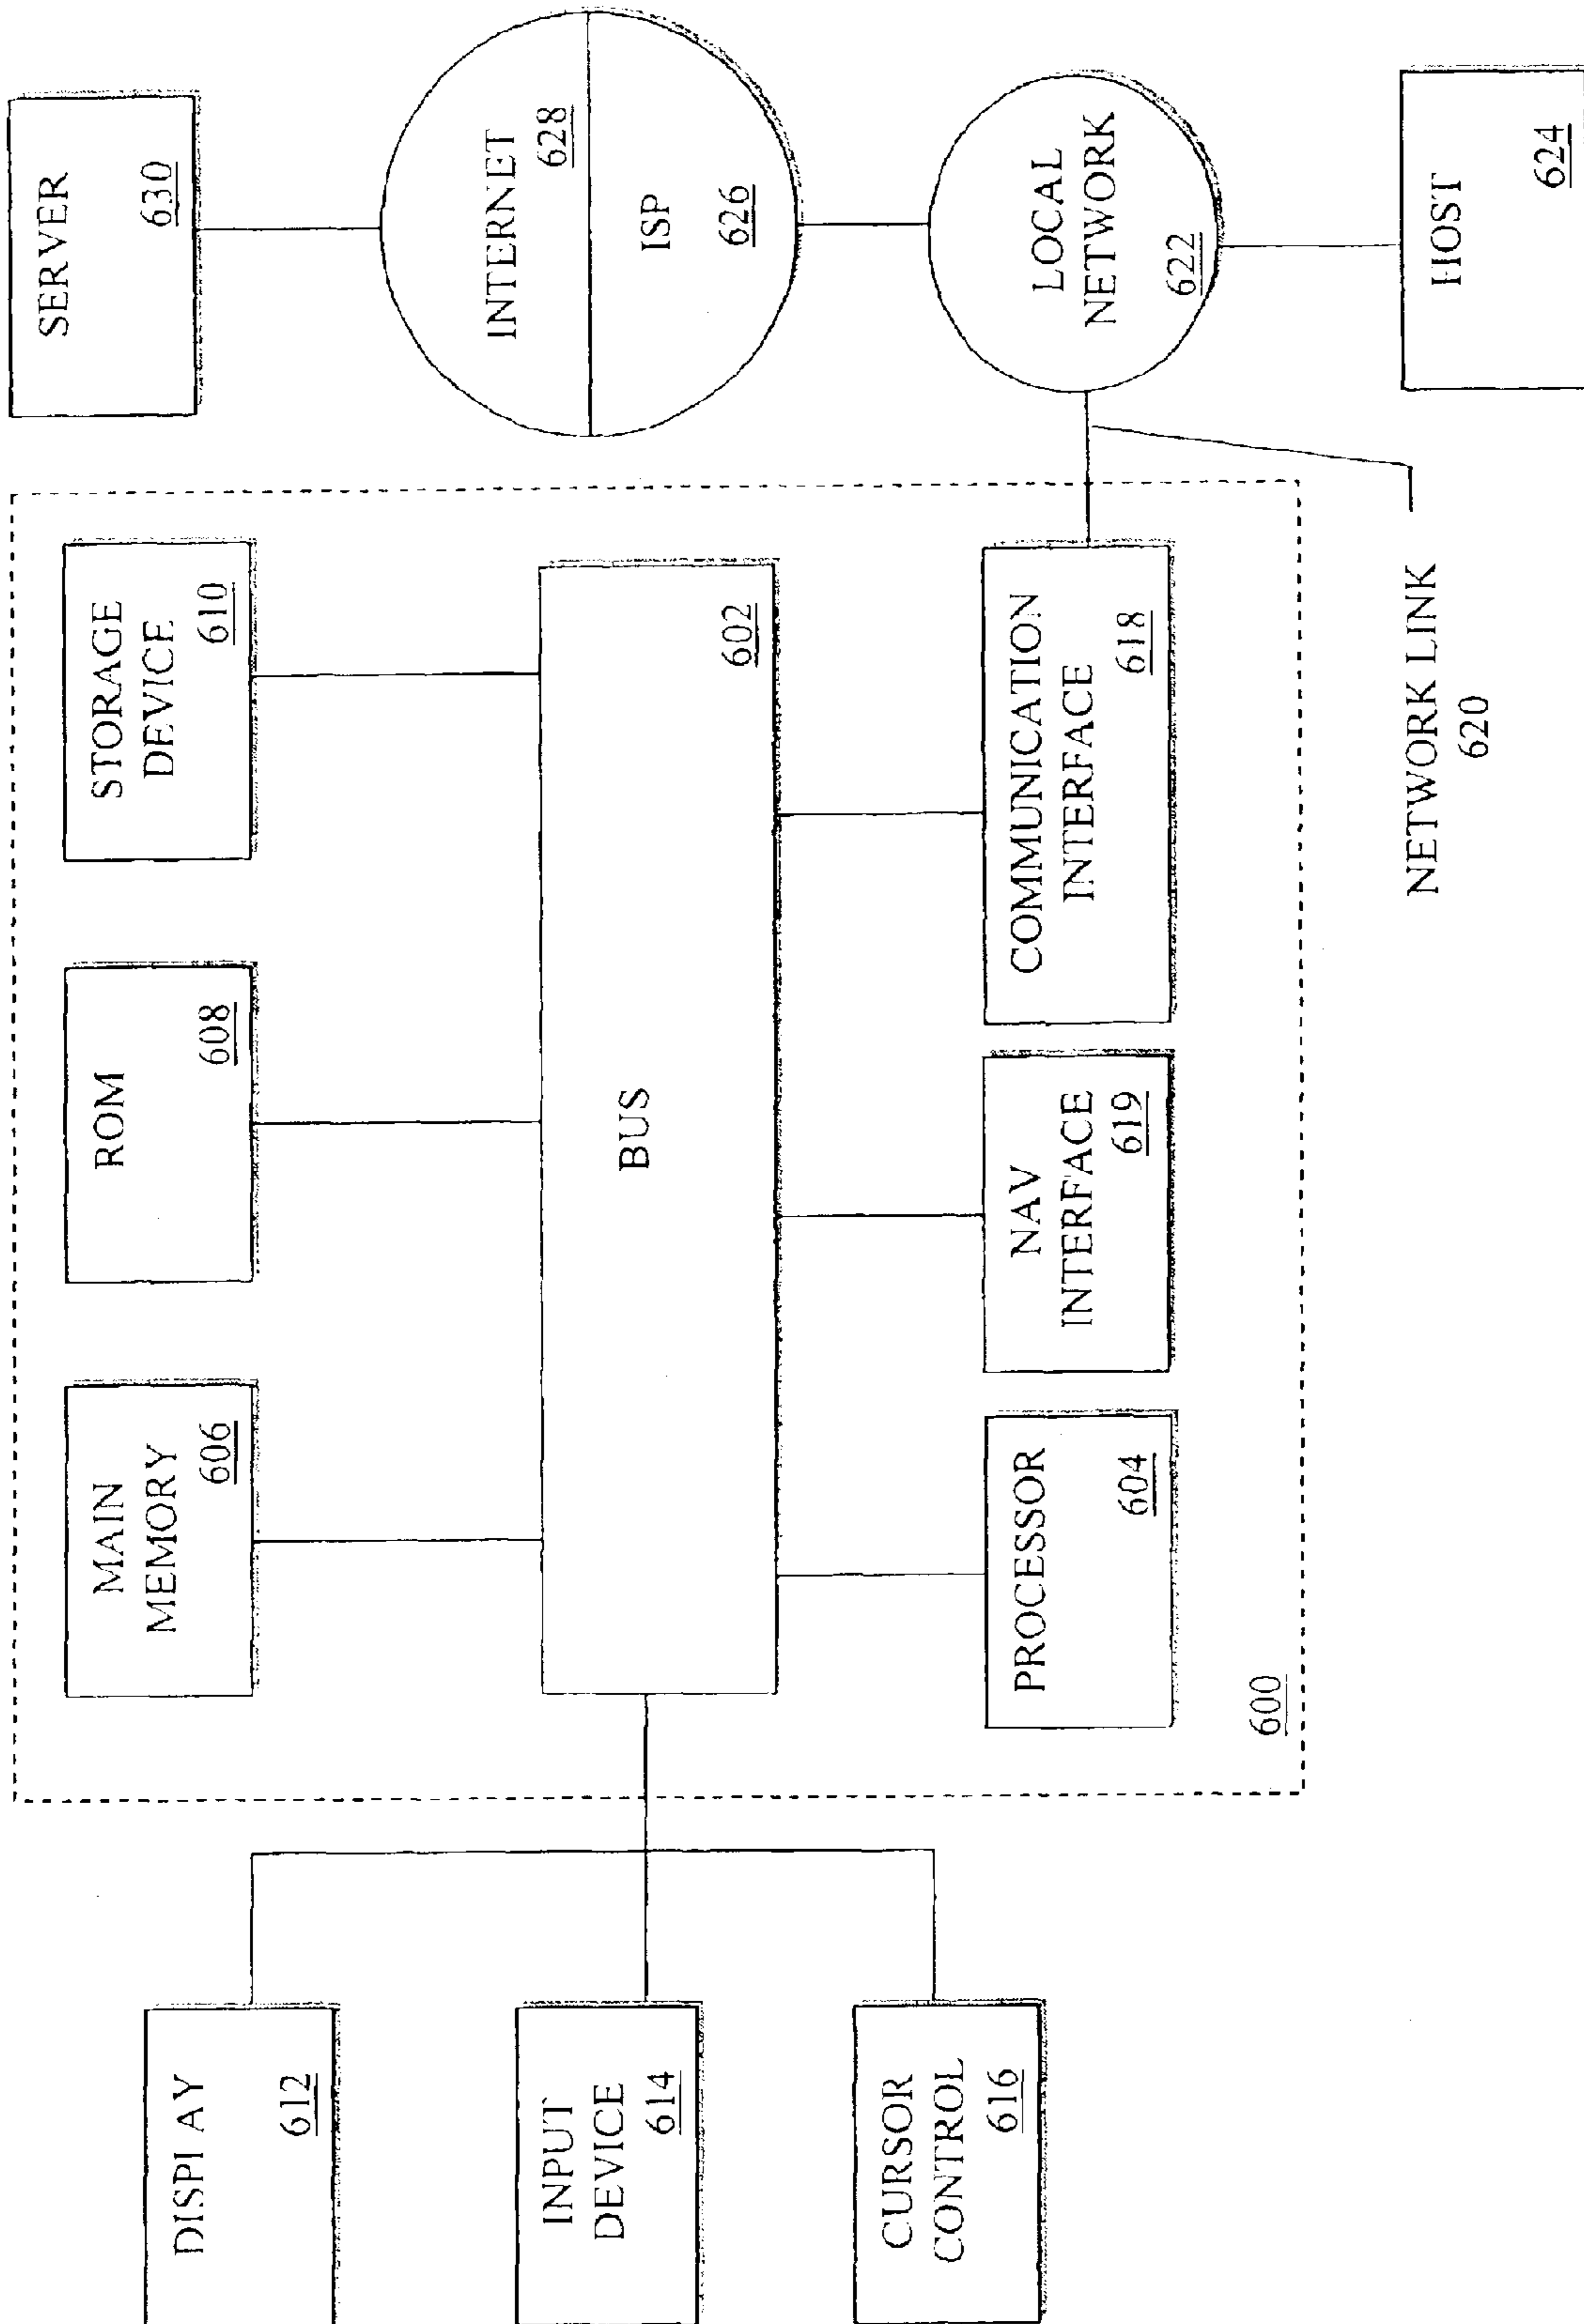 DISPLAY
612
INPUT
DEVICE
614
CURSOR
CONTROL
616
MAIN
MEMORY
606
ROM
608
STORAGE
DEVICE
610
BUS
602
PROCESSOR
604
NAV
INTERFACE
619
COMMUNICATION
INTERFACE
618
600
SERVER
630
INTERNET
628
ISP
626
LOCAL
NETWORK
622
HOST
624
NETWORK LINK
620